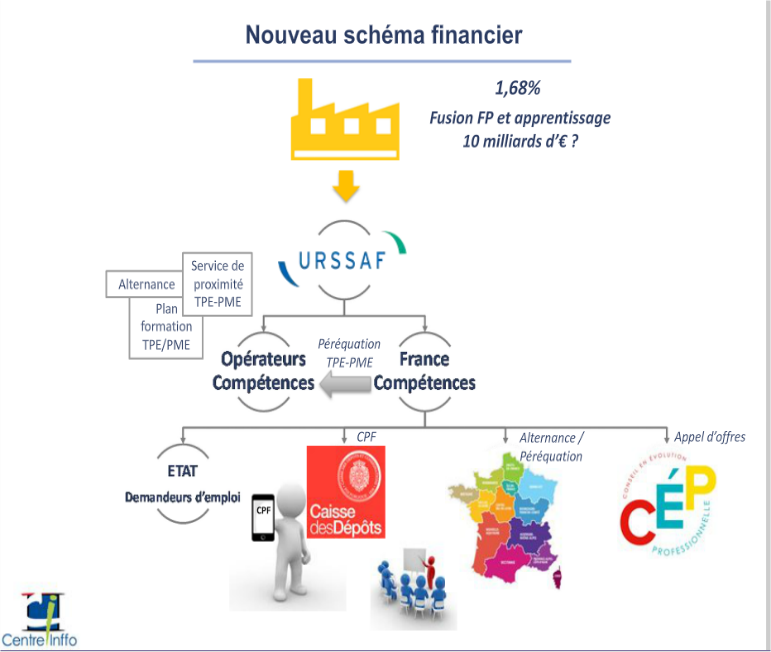 Nouveau schéma financier
1,68%
Fusion FP et apprentissage
10 milliards d'€ ?
URSSAF
Service de
proximité
TPE-PME
Alternance
Plan
formation
TPE/PME
Opérateurs
Compétences
Péréquation
TPE-PME
France
Compétences
ETAT
Demandeurs d'emploi
CPF
CPF
Caisse
desDépôts
Alternance /
Péréquation
Appel d'offres
CONSEIL EN ÉVOLUTION
CÉP
PROFESSIONNELLE
Centre Inffo